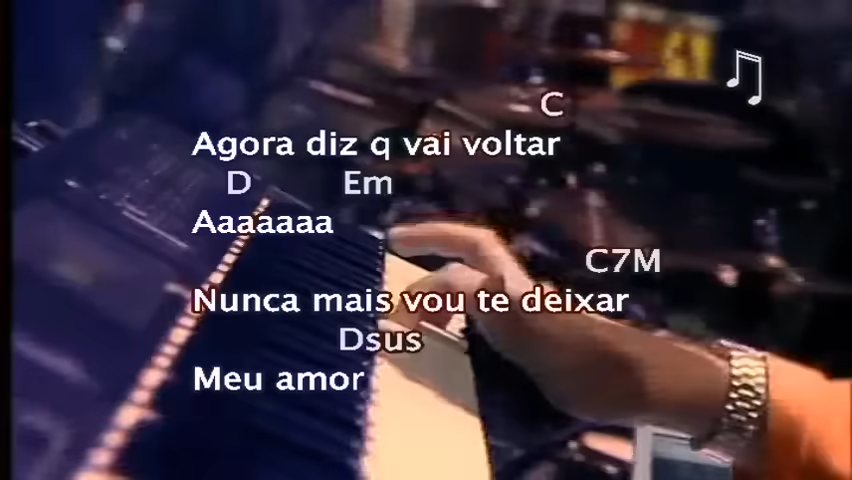 C
Agora diz q vai voltar
D Em
Aaaaaaa
C7M
Nunca mais vou te deixar
Dsus
Meu amor